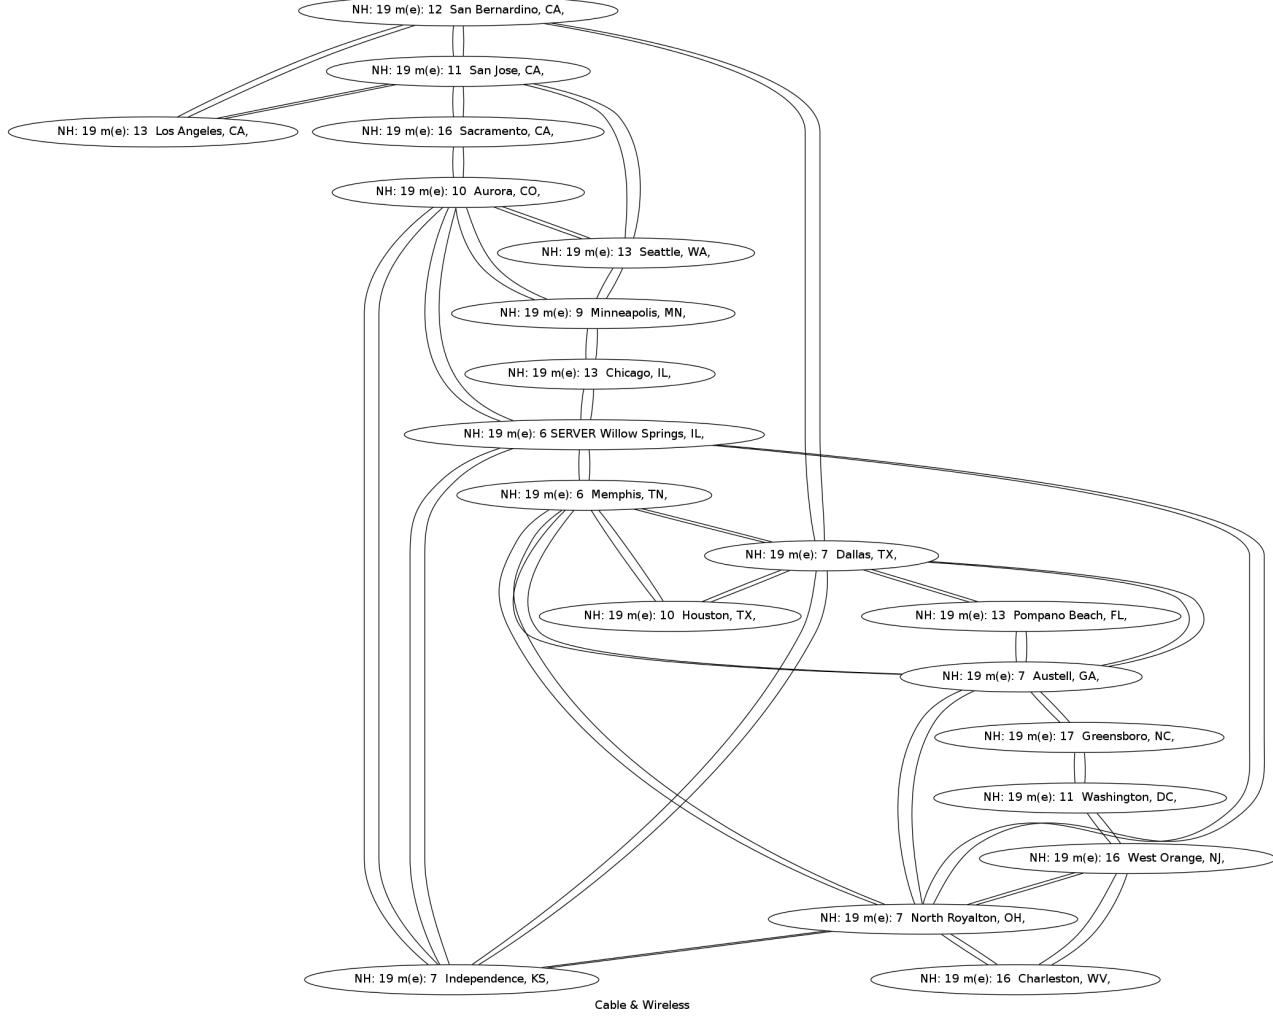 NH: 19 m(e): 12  San Bernardino, CA,
NH: 19 m(e): 11  San Jose, CA,
NH: 19 m(e): 13  Los Angeles, CA,
NH: 19 m(e): 16  Sacramento, CA,
NH: 19 m(e): 10  Aurora, CO,
NH: 19 m(e): 13  Seattle, WA,
NH: 19 m(e): 9  Minneapolis, MN,
NH: 19 m(e): 13  Chicago, IL,
NH: 19 m(e): 6 SERVER Willow Springs, IL,
NH: 19 m(e): 6  Memphis, TN,
NH: 19 m(e): 7  Dallas, TX,
NH: 19 m(e): 10  Houston, TX,
NH: 19 m(e): 13  Pompano Beach, FL,
NH: 19 m(e): 7  Austell, GA,
NH: 19 m(e): 17  Greensboro, NC,
NH: 19 m(e): 11  Washington, DC,
NH: 19 m(e): 16  West Orange, NJ,
NH: 19 m(e): 7  North Royalton, OH,
NH: 19 m(e): 7  Independence, KS,
NH: 19 m(e): 16  Charleston, WV,
Cable & Wireless